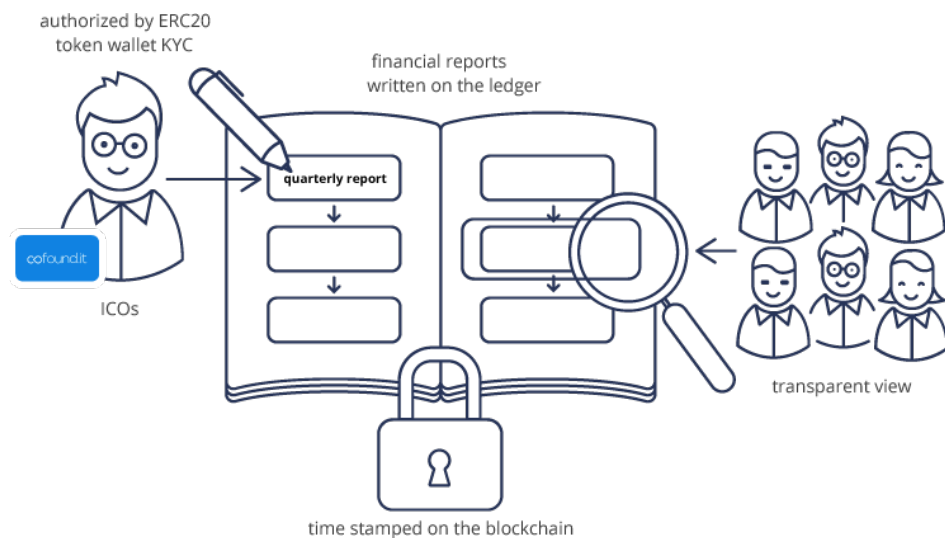 authorized by ERC20
token wallet KYC
financial reports
written on the ledger
quarterly report
cofound.it
ICOs
transparent view
time stamped on the blockchain